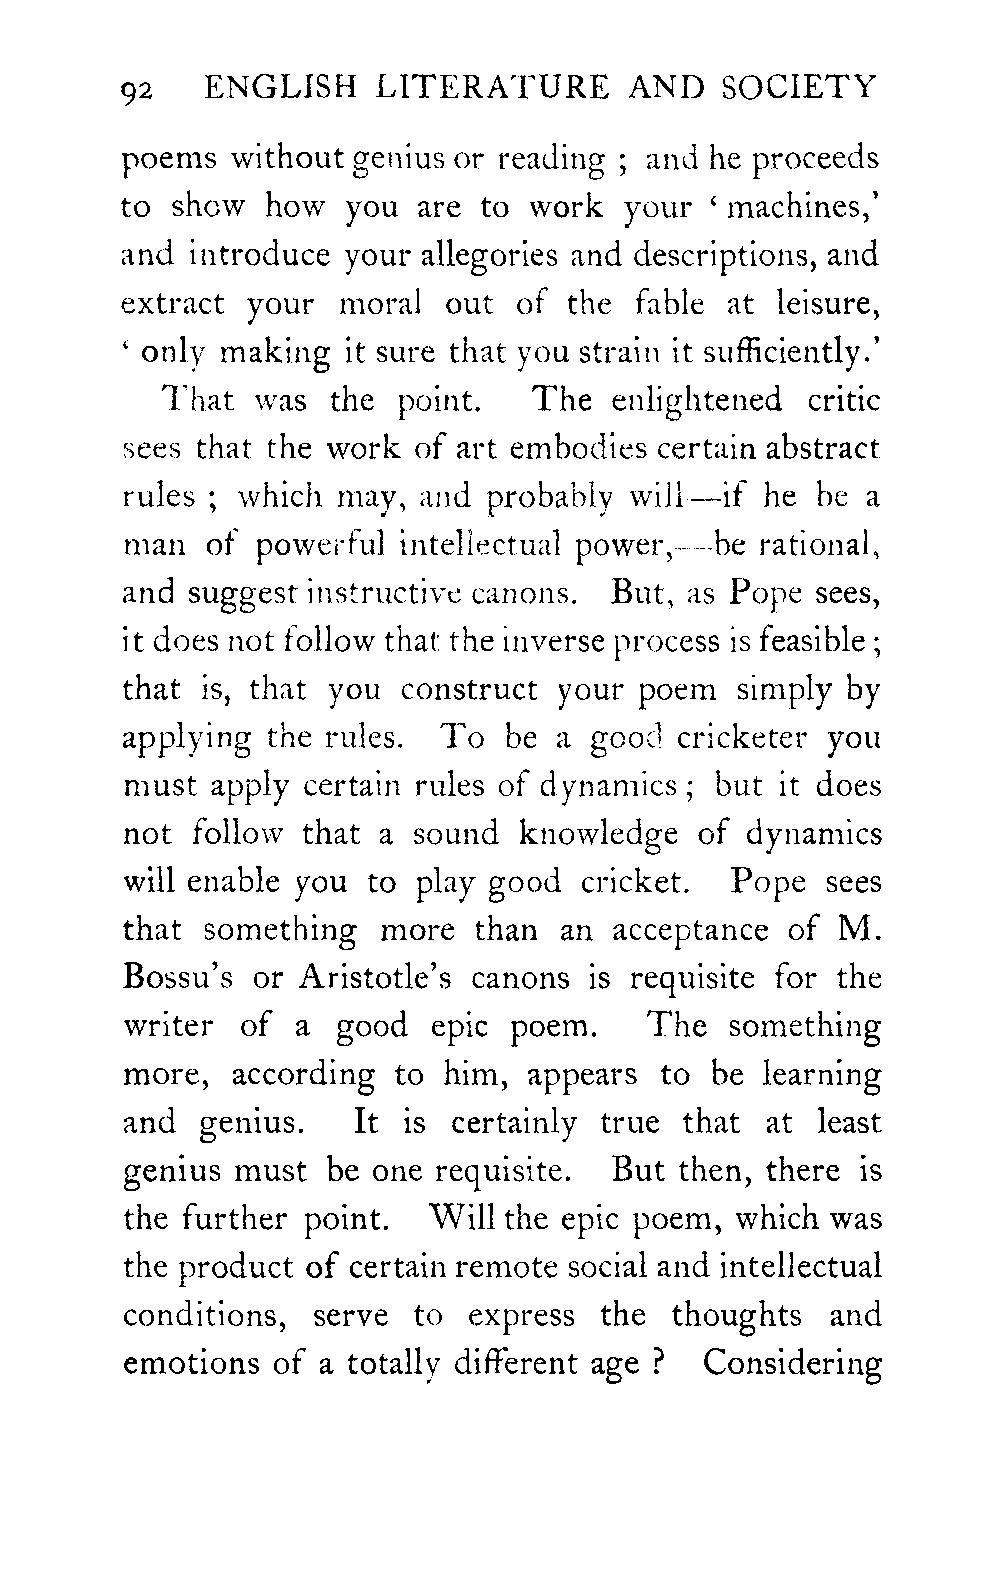 92 ENGLISH LITERATURE AND SOCIETY
poems without genius or reading ; and he proceeds
to show how you are to work your ‘ machines,’
and introduce your allegories and descriptions, and
extract your moral out of the fable at leisure,
‘ only making it sure that you strain it sufficiently.’
That was the point. The enlightened critic
sees that the work of art embodies certain abstract
rules ; which may, and probably will—if he be a
man of powerful intellectual power,—be rational,
and suggest instructive canons. But, as Pope sees,
it does not follow that the inverse process is feasible ;
that is, that you construct your poem simply by
applying the rules. To be a good cricketer you
must apply certain rules of dynamics ; but it does
not follow that a sound knowledge of dynamics
will enable you to play good cricket. Pope sees
that something more than an acceptance of M.
Bossu’s or Aristotle’s canons is requisite for the
writer of a good epic poem. The something
more, according to him, appears to be learning
and genius. It is certainly true that at least
genius must be one requisite. But then, there is
the further point. Will the epic poem, which was
the product of certain remote social and intellectual
conditions, serve to express the thoughts and
emotions of a totally different age ? Considering